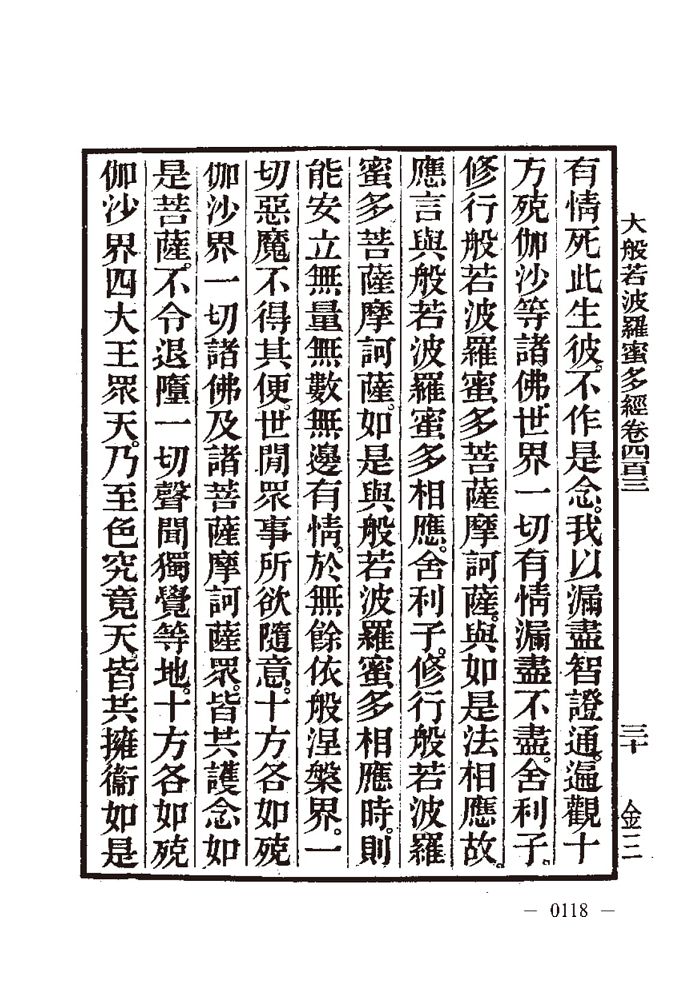 大般若波羅蜜多經卷四百三
三十
金三
有情死此生彼。不作是念。我以漏盡智證通。遍觀十
方殑伽沙等諸佛世界一切有情漏盡不盡。舍利子。
修行般若波羅蜜多菩薩摩訶薩。與如是法相應故。
應言與般若波羅蜜多相應。舍利子。修行般若波羅
蜜多菩薩摩訶薩。如是與般若波羅蜜多相應時。則
能安立無量無數無邊有情。於無餘依般涅槃界。一
切惡魔不得其便。世閒眾事所欲隨意。十方各如殑
伽沙界一切諸佛及諸菩薩摩訶薩眾。皆共護念如
是菩薩。不令退墮一切聲聞獨覺等地。十方各如殑
伽沙界四大王眾天。乃至色究竟天。皆共擁衞如是
— 0118 —